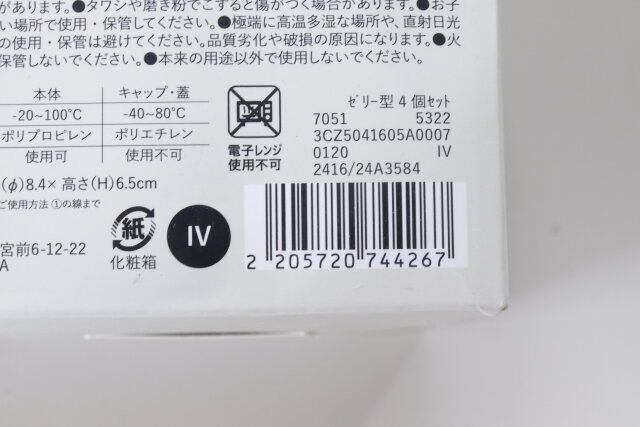 があります。●タワシや磨き粉でこすると傷がつく場合があります。●お子
い場所で使用・保管してください。●極端に高温多湿な場所や、直射日光
の使用・保管は避けてください。品質劣化や破損の原因になります。●火
保管しないでください。●本来の用途以外で使用しないでください。
本体 キャップ・蓋
-20~100℃ -40~80℃
ポリプロピレン ポリエチレン
使用可 使用不可
電子レンジ
使用不可
ゼリー型 4 個セット
7051 5322
3CZ5041605A0007
0120 IV
2416/24A3584
(φ)8.4× 高さ(H)6.5cm
ご使用方法 ①の線まで
紙
化粧箱
IV
宮前6-12-22
A
2 205720 744267